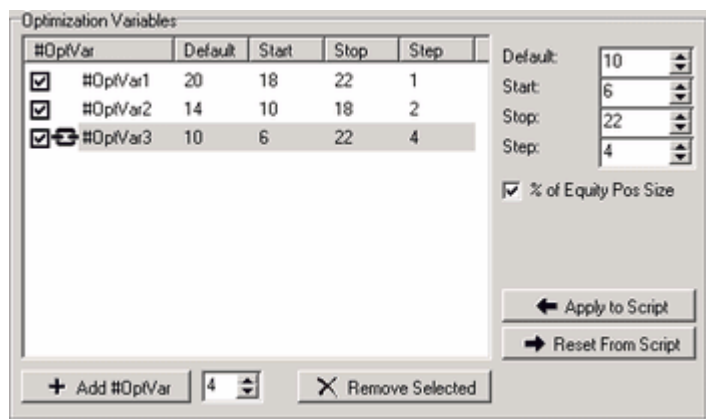 Optimization Variables
#OptVar Default Start Stop Step
#OptVar1 20 18 22 1
#OptVar2 14 10 18 2
#OptVar3 10 6 22 4
Default: 10
Start: 6
Stop: 22
Step: 4
% of Equity Pos Size
Apply to Script
Reset From Script
Add #OptVar 4 Remove Selected